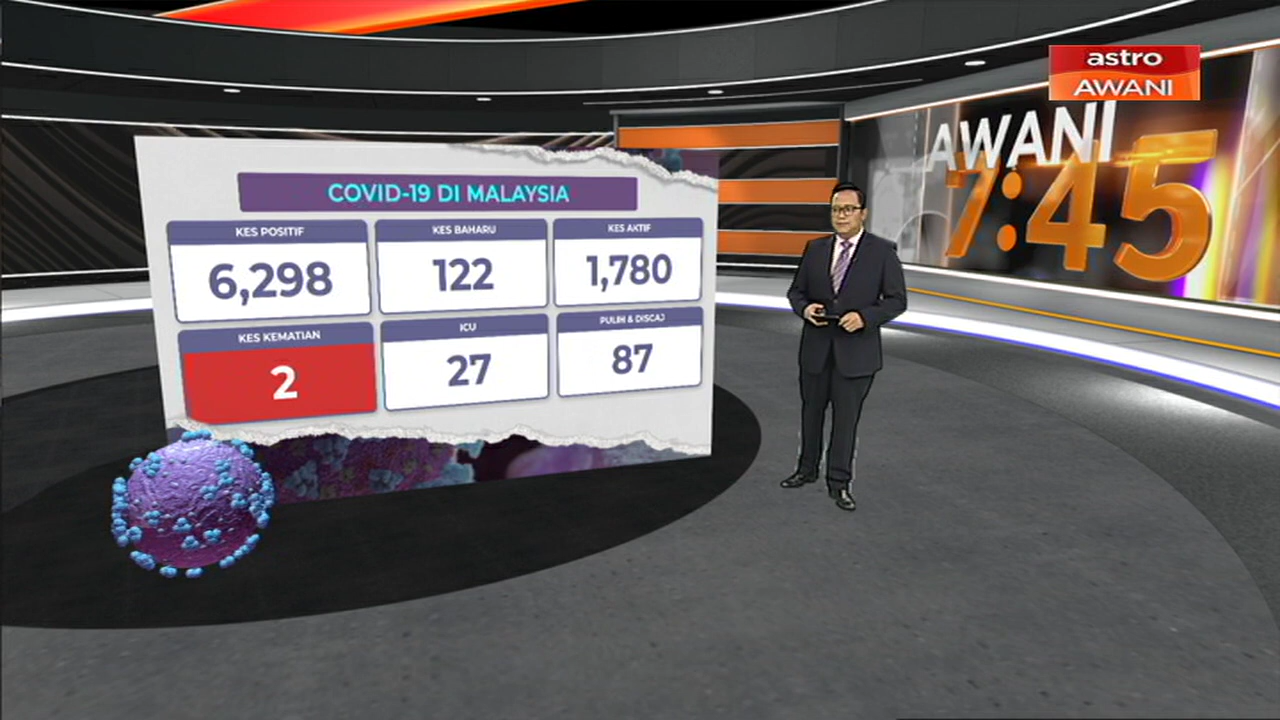 astro
AWANI
AWANI
7:45
COVID-19 DI MALAYSIA
KES POSITIF
6,298
KES BAHARU
122
KES AKTIF
1,780
KES KEMATIAN
2
ICU
27
PULIH & DISCAJ
87